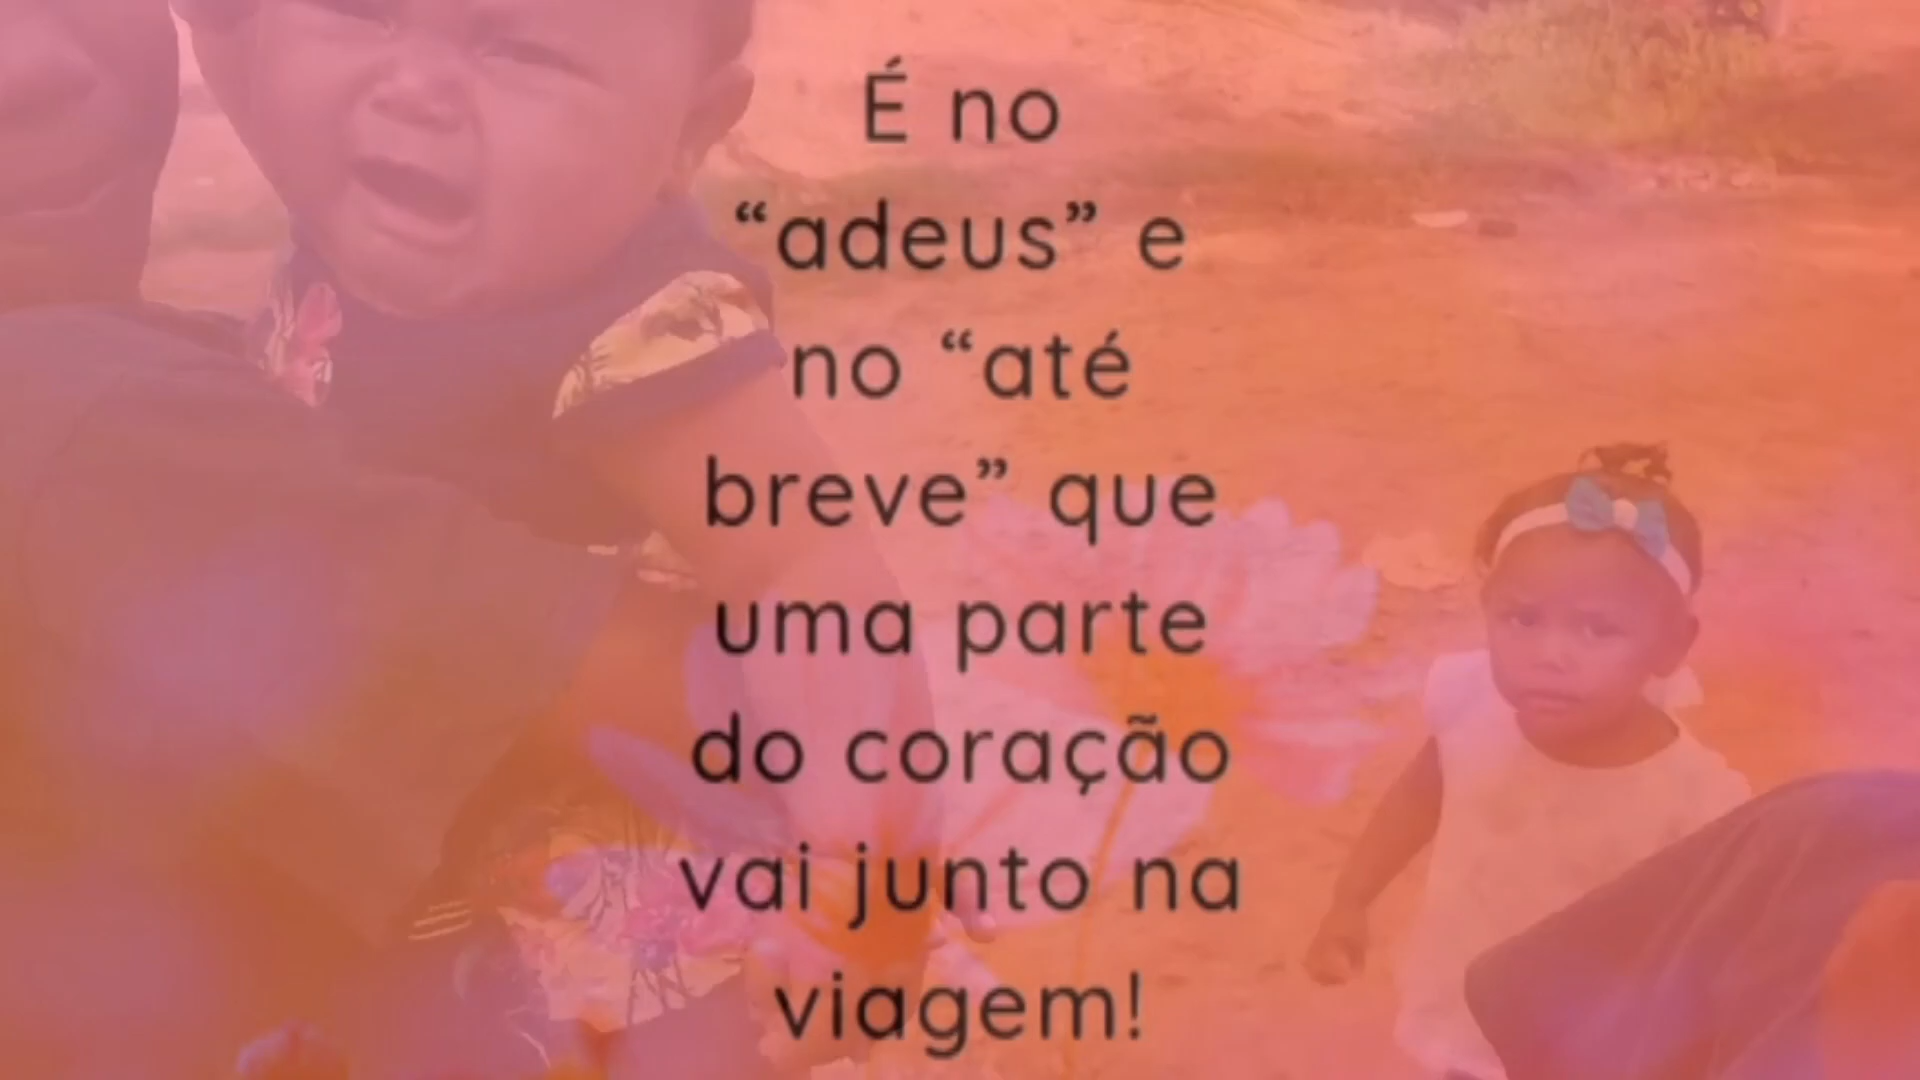 É no
“adeus” e
no “até
breve” que
uma parte
do coração
vai junto na
viagem!